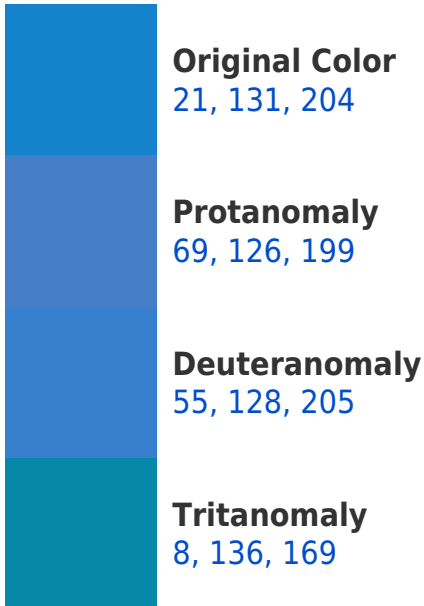 Original Color
21, 131, 204
Protanomaly
69, 126, 199
Deuteranomaly
55, 128, 205
Tritanomaly
8, 136, 169